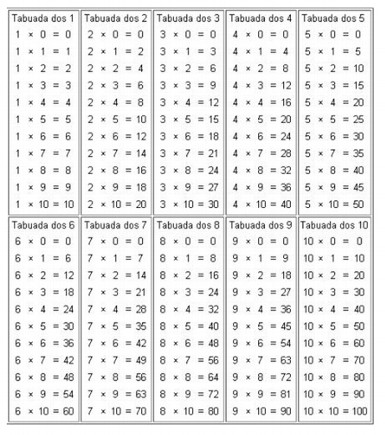 Tabuada dos 1
1 × 0 = 0
1 × 1 = 1
1 × 2 = 2
1 × 3 = 3
1 × 4 = 4
1 × 5 = 5
1 × 6 = 6
1 × 7 = 7
1 × 8 = 8
1 × 9 = 9
1 × 10 = 10
Tabuada dos 2
2 × 0 = 0
2 × 1 = 2
2 × 2 = 4
2 × 3 = 6
2 × 4 = 8
2 × 5 = 10
2 × 6 = 12
2 × 7 = 14
2 × 8 = 16
2 × 9 = 18
2 × 10 = 20
Tabuada dos 3
3 × 0 = 0
3 × 1 = 3
3 × 2 = 6
3 × 3 = 9
3 × 4 = 12
3 × 5 = 15
3 × 6 = 18
3 × 7 = 21
3 × 8 = 24
3 × 9 = 27
3 × 10 = 30
Tabuada dos 4
4 × 0 = 0
4 × 1 = 4
4 × 2 = 8
4 × 3 = 12
4 × 4 = 16
4 × 5 = 20
4 × 6 = 24
4 × 7 = 28
4 × 8 = 32
4 × 9 = 36
4 × 10 = 40
Tabuada dos 5
5 × 0 = 0
5 × 1 = 5
5 × 2 = 10
5 × 3 = 15
5 × 4 = 20
5 × 5 = 25
5 × 6 = 30
5 × 7 = 35
5 × 8 = 40
5 × 9 = 45
5 × 10 = 50
Tabuada dos 6
6 × 0 = 0
6 × 1 = 6
6 × 2 = 12
6 × 3 = 18
6 × 4 = 24
6 × 5 = 30
6 × 6 = 36
6 × 7 = 42
6 × 8 = 48
6 × 9 = 54
6 × 10 = 60
Tabuada dos 7
7 × 0 = 0
7 × 1 = 7
7 × 2 = 14
7 × 3 = 21
7 × 4 = 28
7 × 5 = 35
7 × 6 = 42
7 × 7 = 49
7 × 8 = 56
7 × 9 = 63
7 × 10 = 70
Tabuada dos 8
8 × 0 = 0
8 × 1 = 8
8 × 2 = 16
8 × 3 = 24
8 × 4 = 32
8 × 5 = 40
8 × 6 = 48
8 × 7 = 56
8 × 8 = 64
8 × 9 = 72
8 × 10 = 80
Tabuada dos 9
9 × 0 = 0
9 × 1 = 9
9 × 2 = 18
9 × 3 = 27
9 × 4 = 36
9 × 5 = 45
9 × 6 = 54
9 × 7 = 63
9 × 8 = 72
9 × 9 = 81
9 × 10 = 90
Tabuada dos 10
10 × 0 = 0
10 × 1 = 10
10 × 2 = 20
10 × 3 = 30
10 × 4 = 40
10 × 5 = 50
10 × 6 = 60
10 × 7 = 70
10 × 8 = 80
10 × 9 = 90
10 × 10 = 100